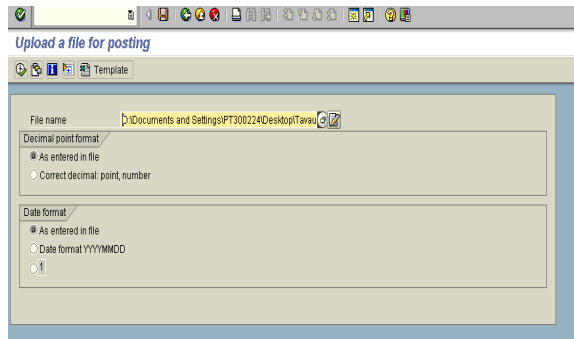 Upload a file for posting
Template
File name D:\Documents and Settings\PT300224\Desktop\Tavau
Decimal point format
As entered in file
Correct decimal: point, number
Date format
As entered in file
Date format YYYYMMDD
1